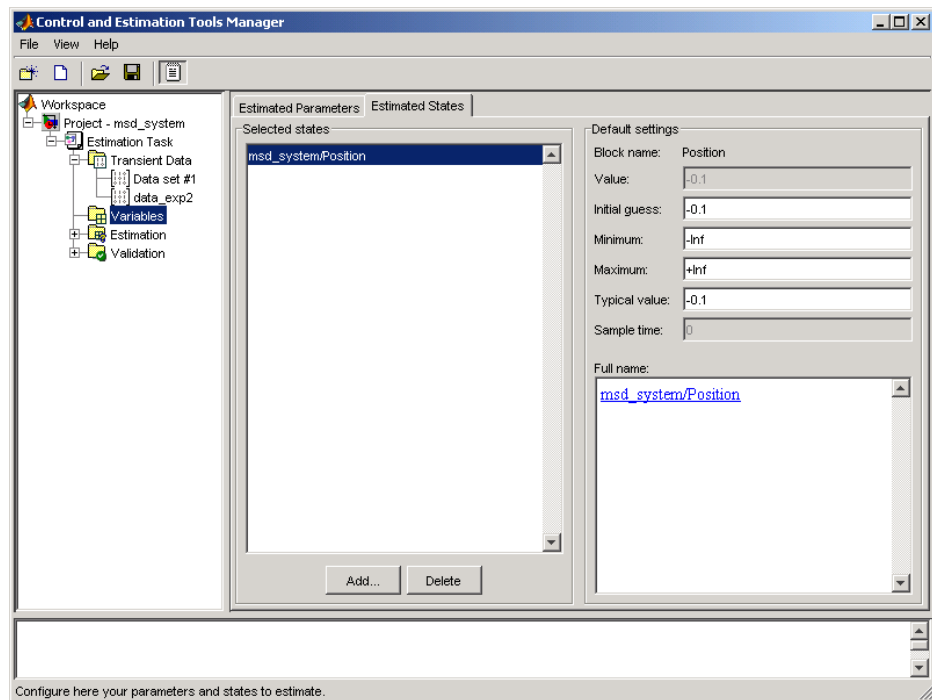 Control and Estimation Tools Manager
File View Help
Workspace
Project - msd_system
Estimation Task
Transient Data
Data set #1
data_exp2
Variables
Estimation
Validation
Estimated Parameters
Estimated States
Selected states
msd_system/Position
Add...
Delete
Default settings
Block name: Position
Value: -0.1
Initial guess: -0.1
Minimum: -Inf
Maximum: +Inf
Typical value: -0.1
Sample time: 0
Full name:
msd_system/Position
Configure here your parameters and states to estimate.